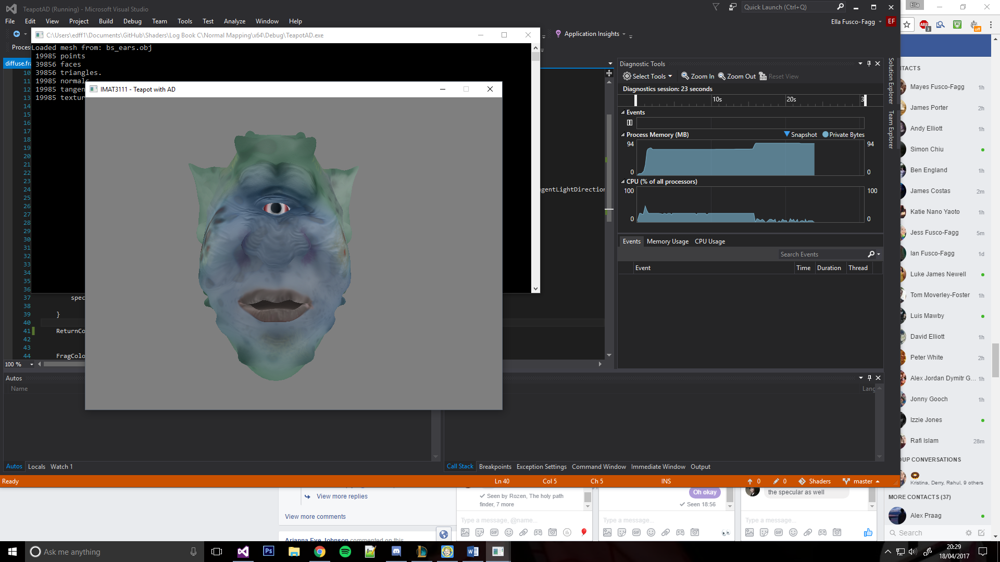 TeapotAD (Running) - Microsoft Visual Studio
Quick Launch (Ctrl+Q)
Ella
File Edit View Project Build Debug Team Tools Test Analyze Window Help
Ella Fusco-Fagg EF
C:\Users\edff1\Documents\GitHub\Shaders\Log Book C\Normal Mapping\x64\Debug\TeapotAD.exe
Application Insights
Loaded mesh from: bs_ears.obj
19985 points
39856 faces
39856 triangles.
19985 normals
19985 tangen
19985 textur
IMAT3111 - Teapot with AD
Proces
diffuse.fra
10
11
12
13
14
15
16
17
18
19
20
21
22
23
24
25
26
27
28
29
30
31
32
33
34
35
36
37 spec
38
39 }
40
41 ReturnCo
42
43
44 FragColo
gentLightDirection
100 %
Diagnostic Tools
Select Tools Zoom In Zoom Out Reset View
Diagnostics session: 23 seconds
10s 20s 3
Events
Process Memory (MB) Snapshot Private Bytes
94 94
0 0
CPU (% of all processors)
100 100
0 0
Events Memory Usage CPU Usage
Search Events
Event Time Duration Thread
Solution Explorer
Team Explorer
Autos
Name
Lang
Autos Locals Watch 1
Call Stack Breakpoints Exception Settings Command Window Immediate Window Output
Ready Ln 40 Col 5 Ch 5 INS 0 0 Shaders master
ABP 3
off
TACTS
Mayes Fusco-Fagg 1h
James Porter 2h
Andy Elliott 1h
Simon Chiu
Ben England 1h
James Costas 2m
Katie Nano Yaoto 1h
Jess Fusco-Fagg 5m
Ian Fusco-Fagg 1d
Luke James Newell
Tom Moverley-Foster 1h
Luis Mawby
David Elliott 1h
Peter White 2h
Alex Jordan Dymitr G... 1h
Jonny Gooch 1h
Izzie Jones
Rafi Islam 28m
UP CONVERSATIONS
Kristina, Derry, Rahul, 9 others
MORE CONTACTS (37)
Alex Praag
Search
View more replies
View more comments
Arianna Eve Johnson commented on this
Seen by Rozen, The holy path
finder, 7 more
Type a message, @name...
GIF
Oh okay
Seen 18:56
Type a message...
GIF
the specular as well
Type a message...
GIF
Ask me anything
Ps
20:29
18/04/2017